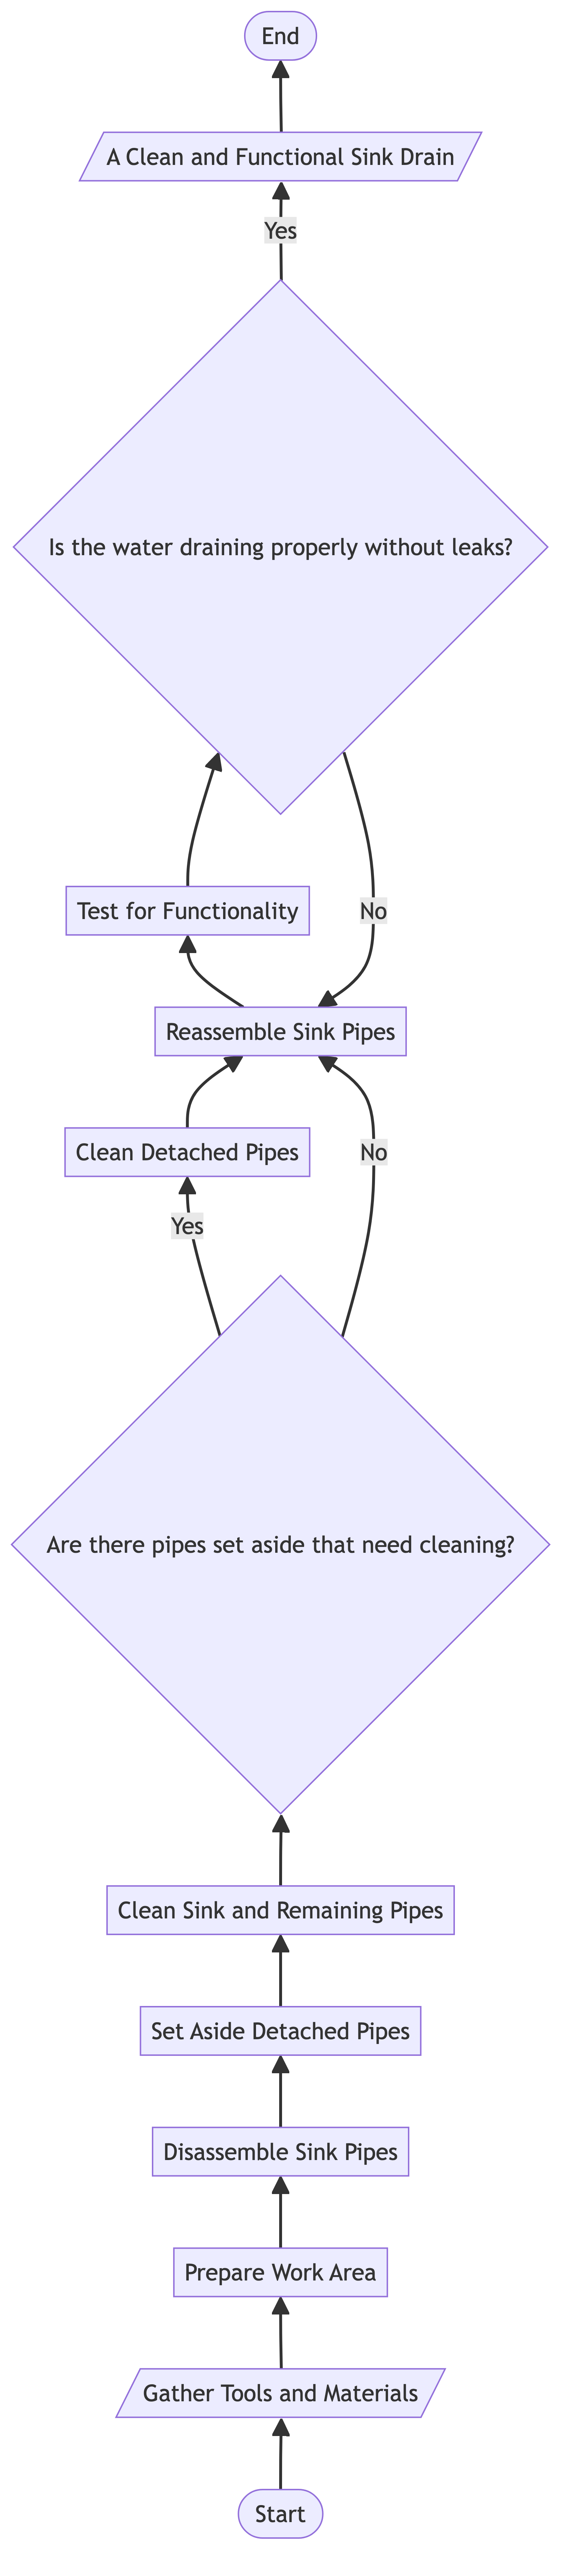 End
A Clean and Functional Sink Drain
Yes
Is the water draining properly without leaks?
Test for Functionality
No
Reassemble Sink Pipes
Clean Detached Pipes
No
Yes
Are there pipes set aside that need cleaning?
Clean Sink and Remaining Pipes
Set Aside Detached Pipes
Disassemble Sink Pipes
Prepare Work Area
Gather Tools and Materials
Start